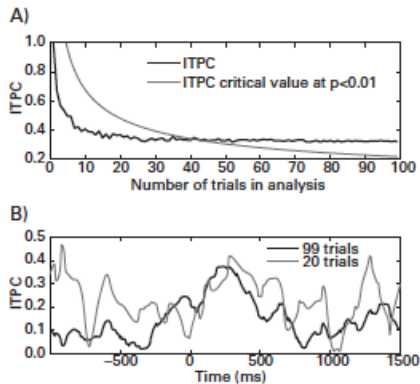 A)
1.0
0.8
0.6
0.4
0.2
ITPC
ITPC
ITPC critical value at p<0.01
0 10 20 30 40 50 60 70 80 90 100
Number of trials in analysis
B)
0.5
0.4
0.3
0.2
0.1
0.0
ITPC
99 trials
20 trials
−500 0 500 1000 1500
Time (ms)